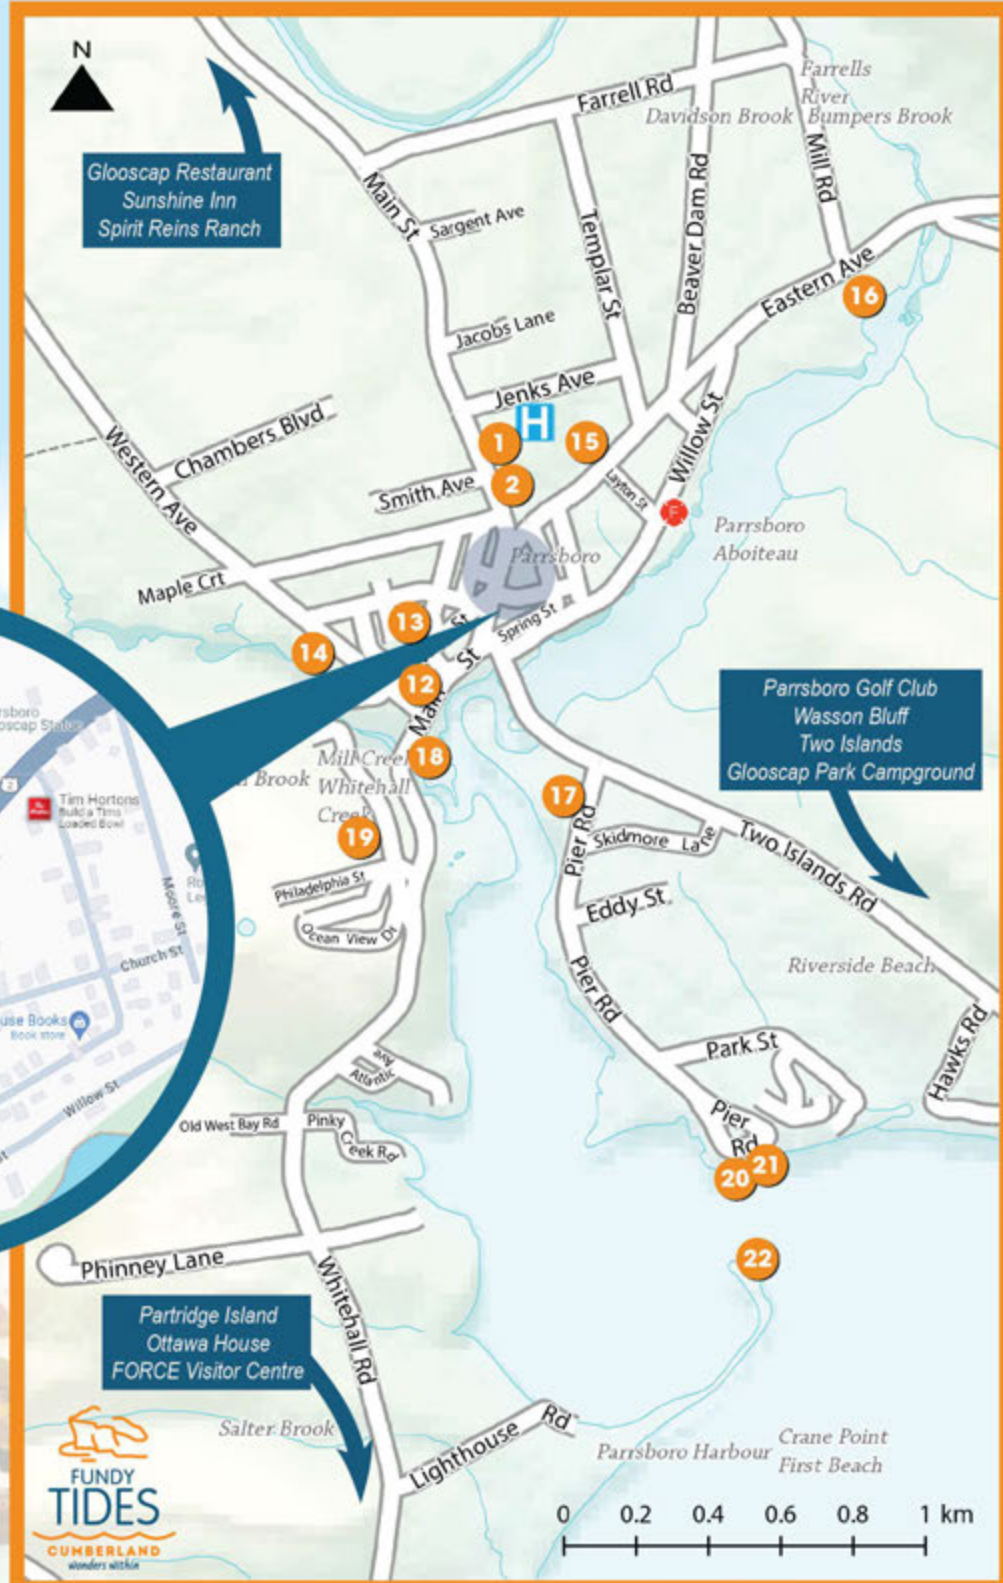 N
Farrells
River
Davidson Brook
Bumpers Brook
Farrell Rd
Glooscap Restaurant
Sunshine Inn
Spirit Reins Ranch
Main St
Sargent Ave
Templar St
Beaver Dam Rd
Mill Rd
Eastern Ave
16
Jacobs Lane
Jenks Ave
H
1
15
2
Willow St
Layton St
F
Chambers Blvd
Western Ave
Smith Ave
Parrsboro
Parrsboro
Aboiteau
Maple Crt
13
St
Spring St
14
12
Main St
18
Mill Creek
Brook
Whitehall
Creek
19
17
Parrsboro Golf Club
Wasson Bluff
Two Islands
Glooscap Park Campground
Pier Rd
Skidmore Lane
Two Islands Rd
Philadelphia St
Eddy St
Ocean View Dr
Riverside Beach
Pier Rd
Park St
Hawks Rd
Atlantic Ave
Old West Bay Rd
Pinky
Creek Rd
Pier
Rd
20
21
22
Phinney Lane
Whitehall Rd
Partridge Island
Ottawa House
FORCE Visitor Centre
Salter Brook
Lighthouse Rd
Parrsboro Harbour
Crane Point
First Beach
0 0.2 0.4 0.6 0.8 1 km
FUNDY
TIDES
CUMBERLAND
wonders within
2
Tim Hortons
Build a Tims
Loaded Bowl
Moore St
Church St
Books
Book store
Willow St